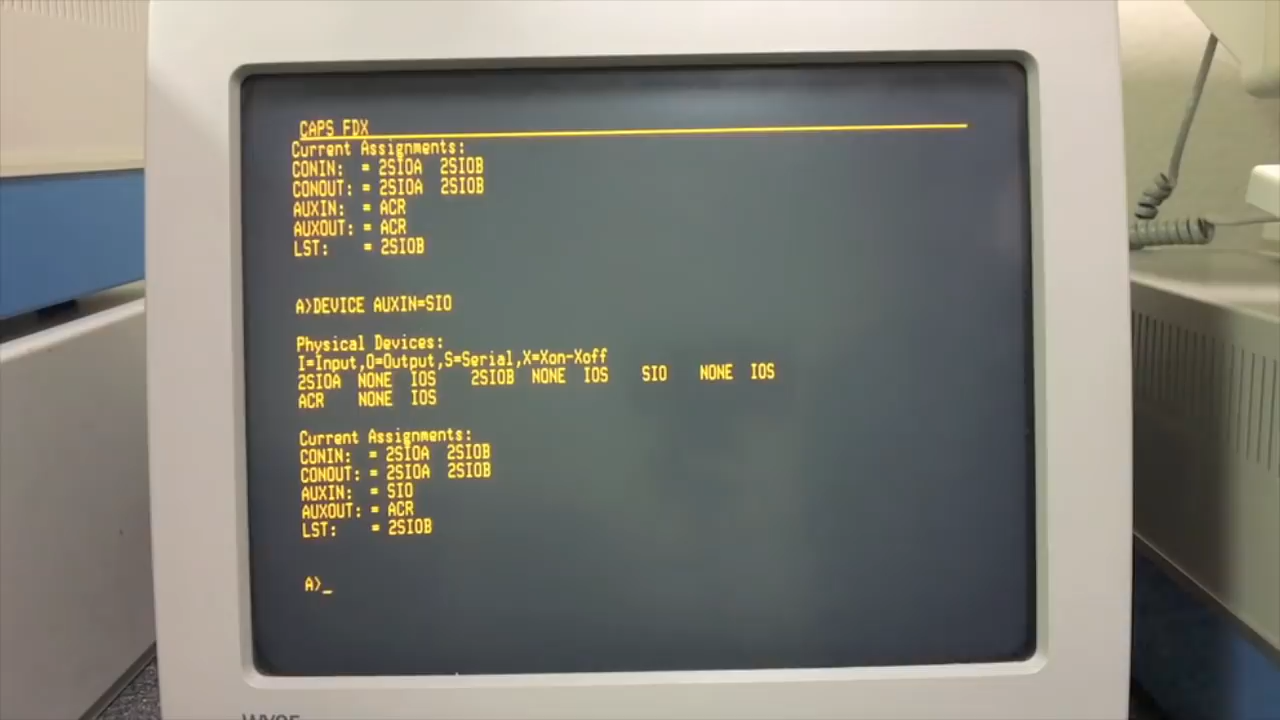 CAPS FDX
Current Assignments:
CONIN:  = 2SIOA  2SIOB
CONOUT: = 2SIOA  2SIOB
AUXIN:  = ACR
AUXOUT: = ACR
LST:    = 2SIOB
A>DEVICE AUXIN=SIO
Physical Devices:
I=Input,O=Output,S=Serial,X=Xon-Xoff
2SIOA  NONE  IOS    2SIOB  NONE  IOS    SIO    NONE  IOS
ACR    NONE  IOS
Current Assignments:
CONIN:  = 2SIOA  2SIOB
CONOUT: = 2SIOA  2SIOB
AUXIN:  = SIO
AUXOUT: = ACR
LST:    = 2SIOB
A>_
WYSE